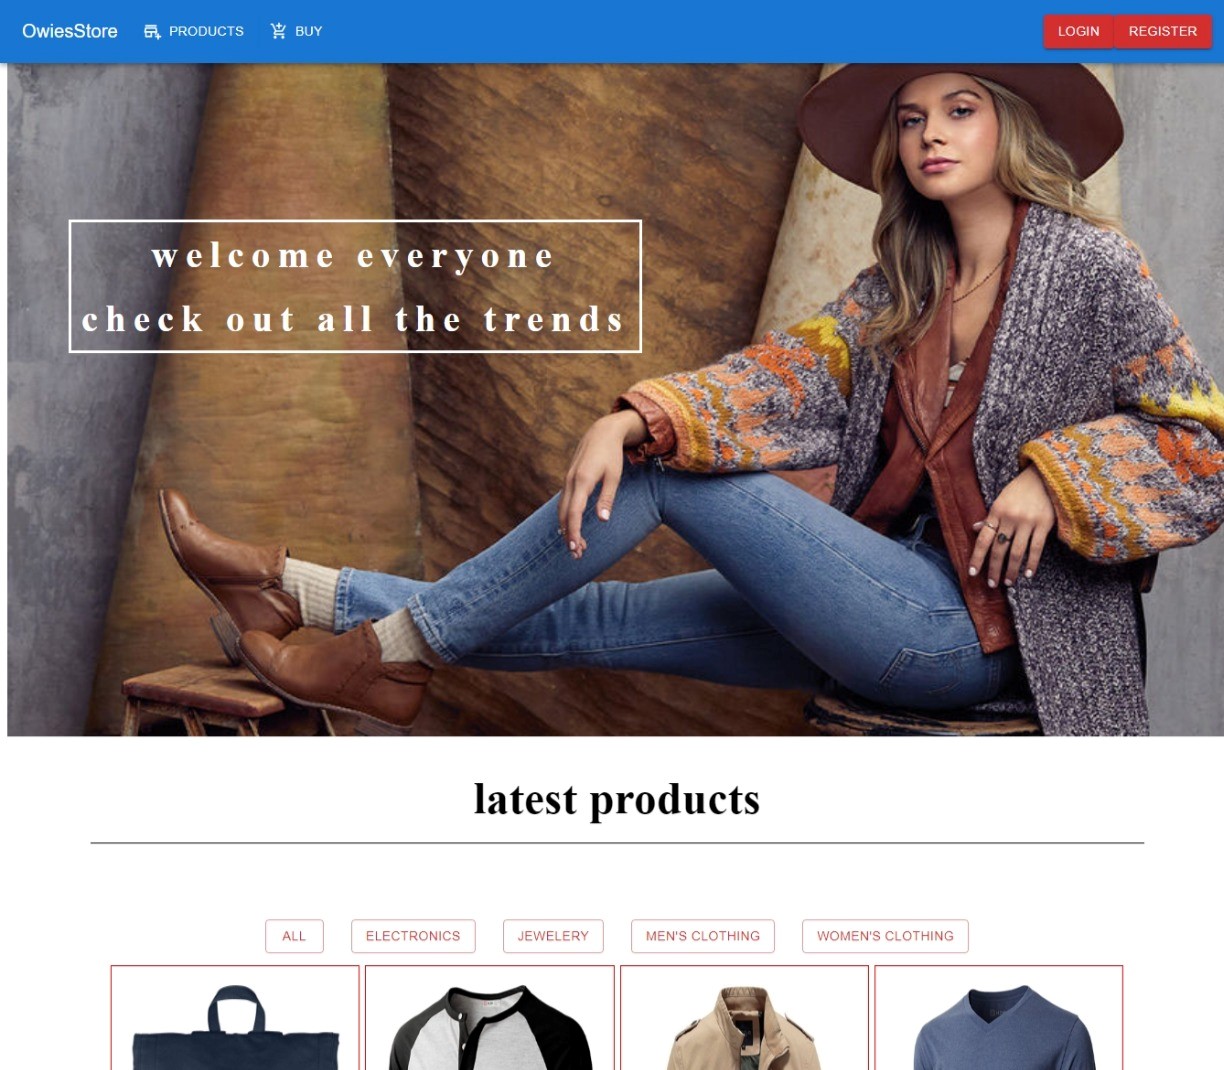 OwiesStore
PRODUCTS
BUY
LOGIN
REGISTER
welcome everyone
check out all the trends
latest products
ALL
ELECTRONICS
JEWELERY
MEN'S CLOTHING
WOMEN'S CLOTHING